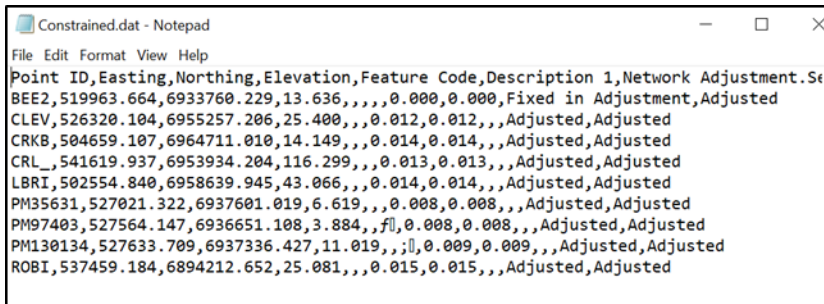 Constrained.dat - Notepad
File Edit Format View Help
Point ID,Easting,Northing,Elevation,Feature Code,Description 1,Network Adjustment.Se
BEE2,519963.664,6933760.229,13.636,,,,,0.000,0.000,Fixed in Adjustment,Adjusted
CLEV,526320.104,6955257.206,25.400,,,0.012,0.012,,,Adjusted,Adjusted
CRKB,504659.107,6964711.010,14.149,,,0.014,0.014,,,Adjusted,Adjusted
CRL_,541619.937,6953934.204,116.299,,,0.013,0.013,,,Adjusted,Adjusted
LBRI,502554.840,6958639.945,43.066,,,0.014,0.014,,,Adjusted,Adjusted
PM35631,527021.322,6937601.019,6.619,,,0.008,0.008,,,Adjusted,Adjusted
PM97403,527564.147,6936651.108,3.884,,ƒ▯,0.008,0.008,,,Adjusted,Adjusted
PM130134,527633.709,6937336.427,11.019,,;▯,0.009,0.009,,,Adjusted,Adjusted
ROBI,537459.184,6894212.652,25.081,,,0.015,0.015,,,Adjusted,Adjusted